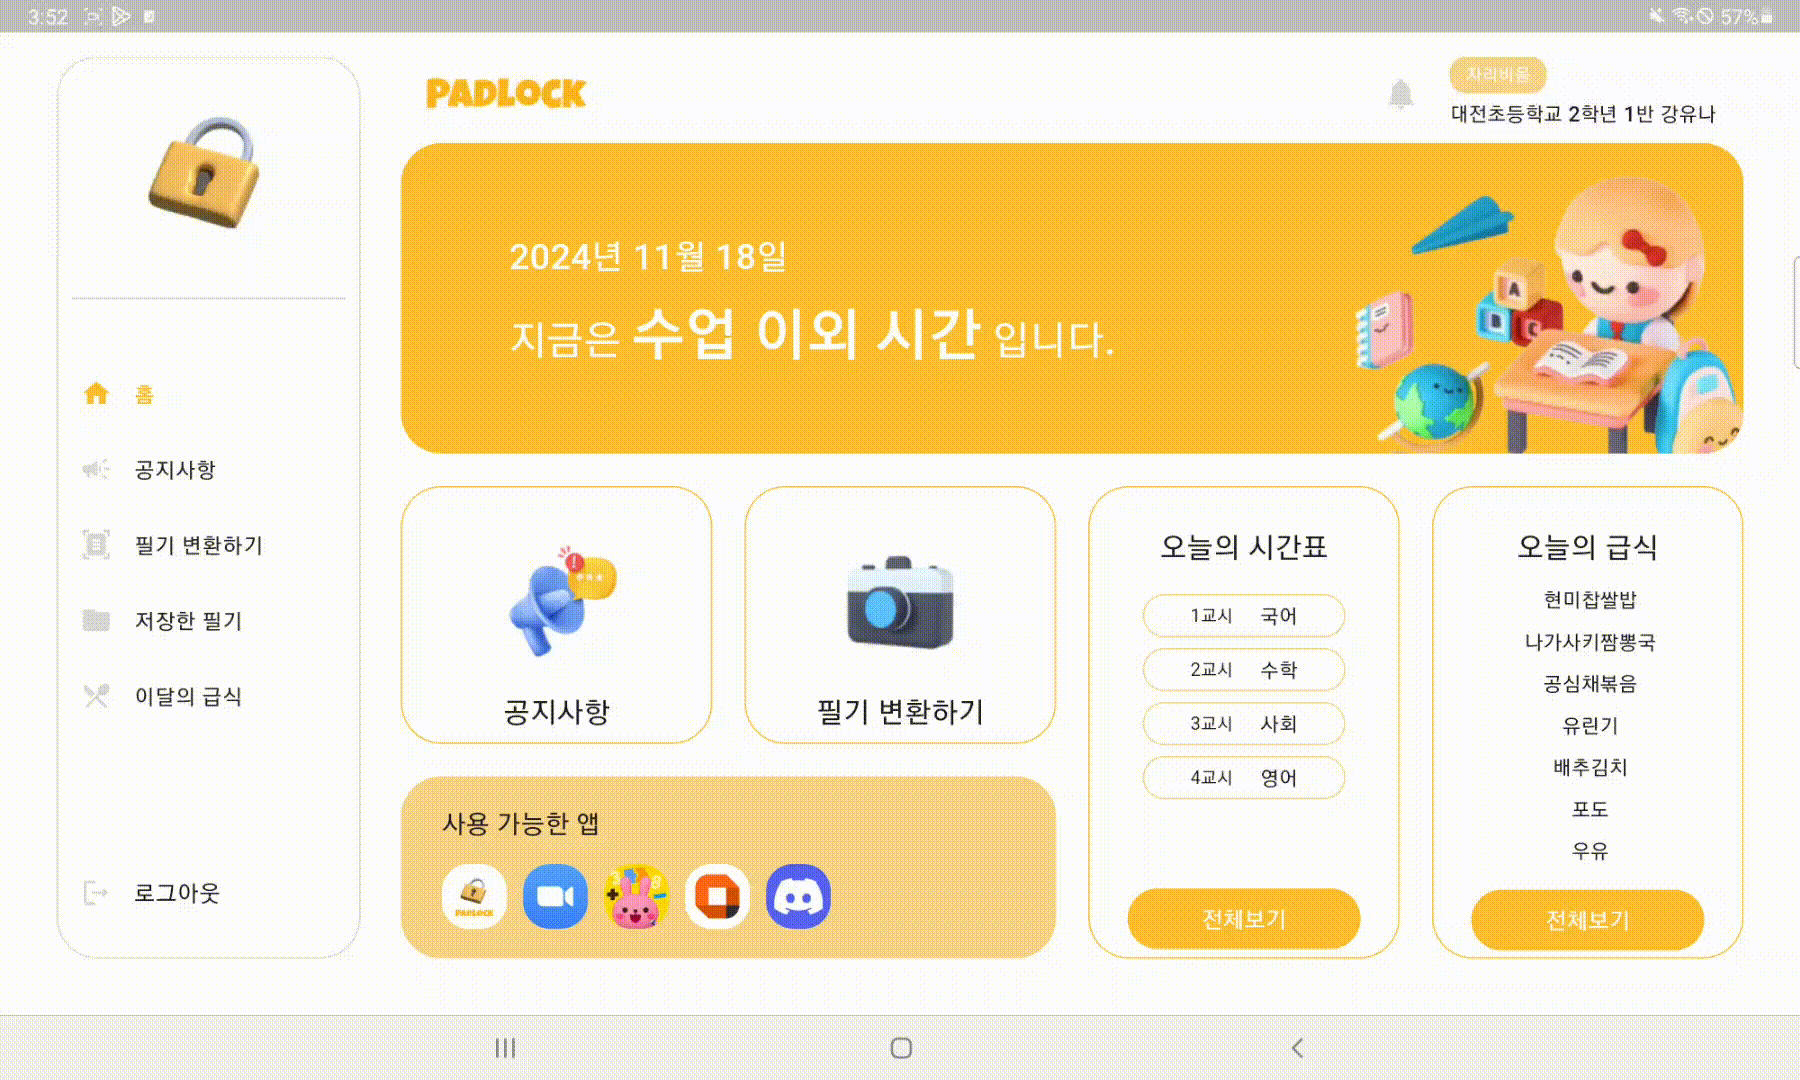 3:52
57%
PADLOCK
자리비움
대전초등학교 2학년 1반 강유나
2024년 11월 18일
지금은 수업 이외 시간 입니다.
홈
공지사항
필기 변환하기
저장한 필기
이달의 급식
로그아웃
공지사항
필기 변환하기
사용 가능한 앱
PADLOCK
오늘의 시간표
1교시 국어
2교시 수학
3교시 사회
4교시 영어
전체보기
오늘의 급식
현미찹쌀밥
나가사키짬뽕국
공심채볶음
유린기
배추김치
포도
우유
전체보기
A
B
C